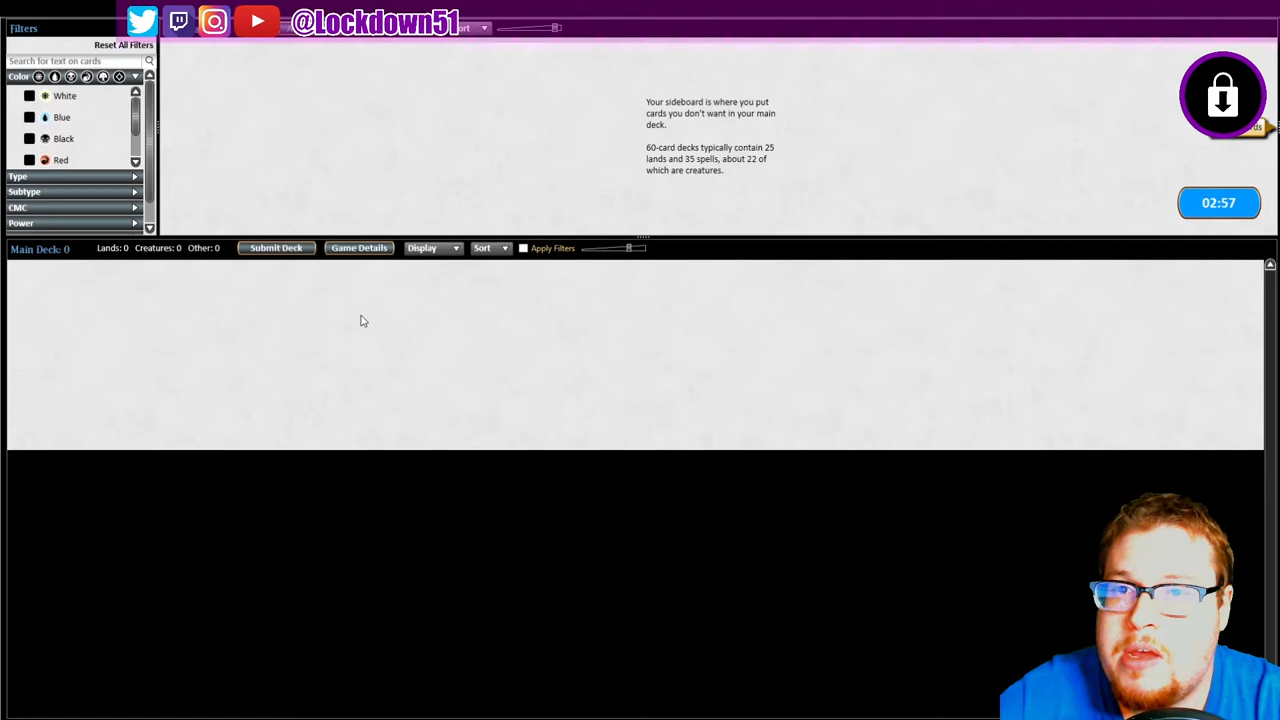 @Lockdown51
Filters
Reset All Filters
Search for text on cards
Color
White
Blue
Black
Red
Type
Subtype
CMC
Power
Your sideboard is where you put
cards you don't want in your main
deck.
60-card decks typically contain 25
lands and 35 spells, about 22 of
which are creatures.
02:57
Main Deck: 0
Lands: 0 Creatures: 0 Other: 0
Submit Deck
Game Details
Display
Sort
Apply Filters